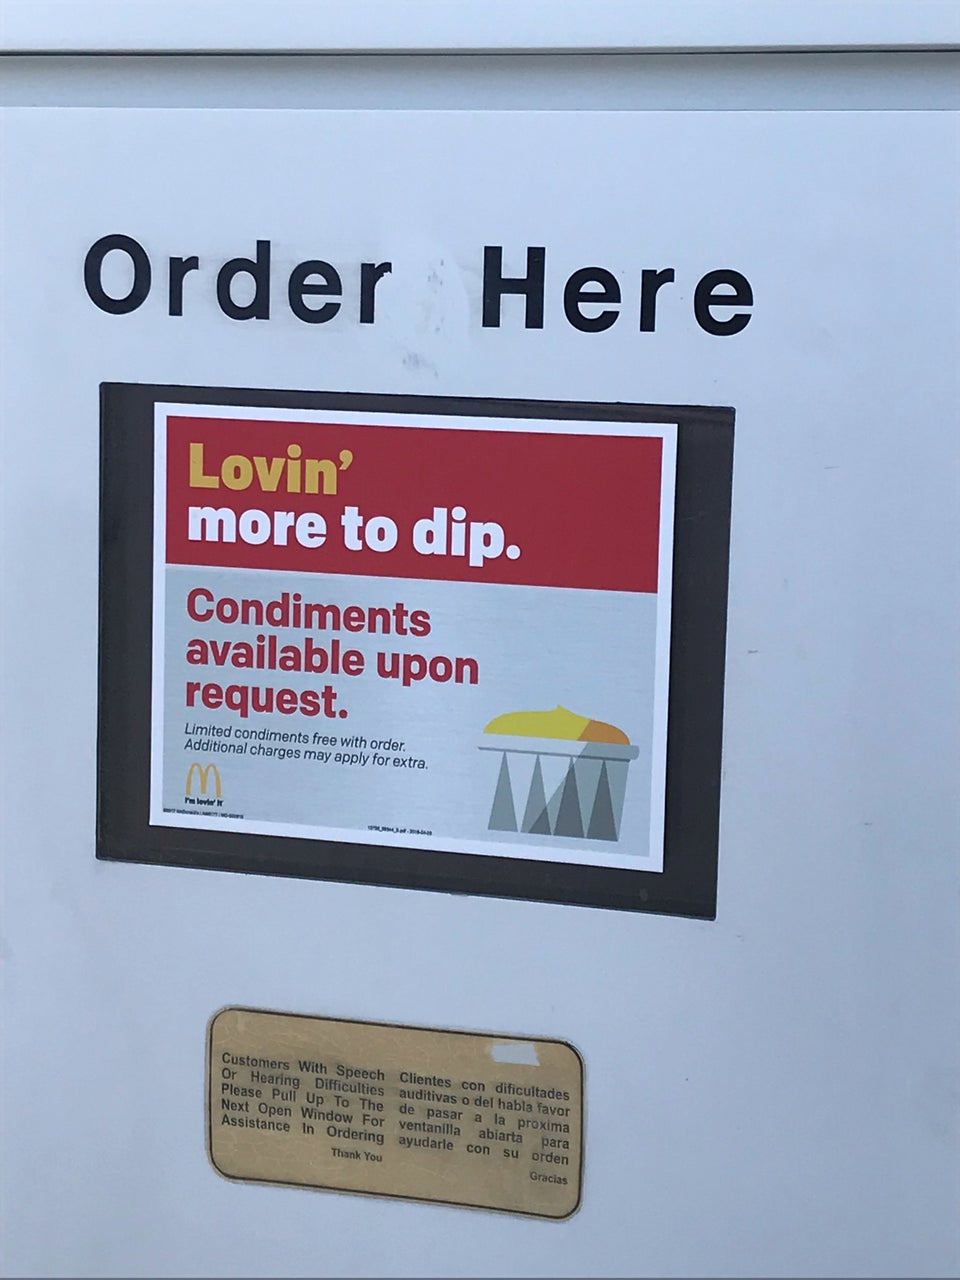 Order Here
Lovin’
more to dip.
Condiments
available upon
request.
Limited condiments free with order.
Additional charges may apply for extra.
i'm lovin' it
Customers With Speech
Or Hearing Difficulties
Please Pull Up To The
Next Open Window For
Assistance In Ordering
Thank You
Clientes con dificultades
auditivas o del habla favor
de pasar a la proxima
ventanilla abiarta para
ayudarle con su orden
Gracias